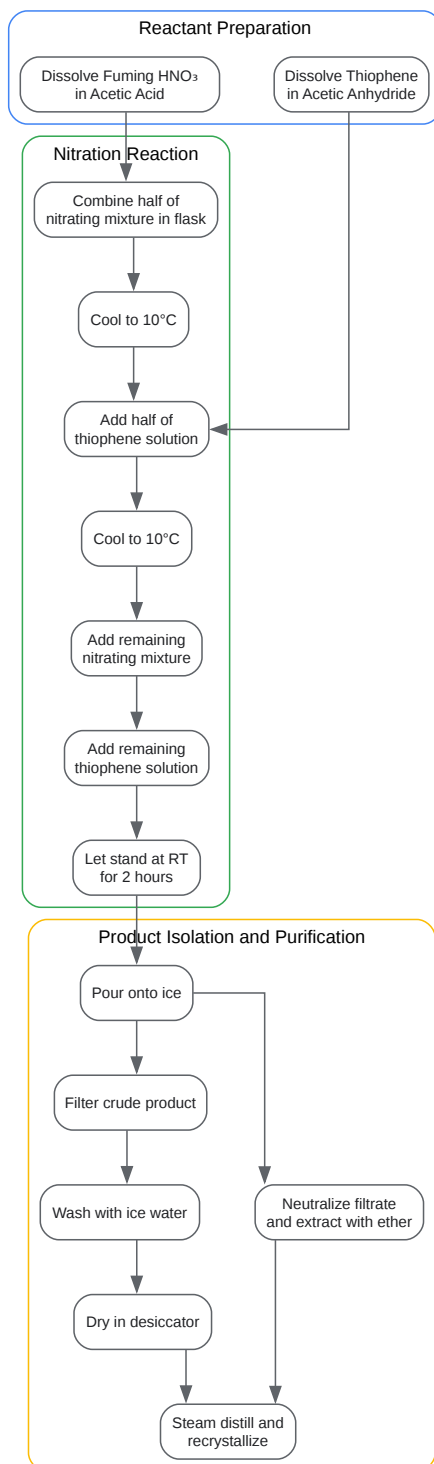 Reactant Preparation
Dissolve Fuming HNO₃
in Acetic Acid
Dissolve Thiophene
in Acetic Anhydride
Nitration Reaction
Combine half of
nitrating mixture in flask
Cool to 10°C
Add half of
thiophene solution
Cool to 10°C
Add remaining
nitrating mixture
Add remaining
thiophene solution
Let stand at RT
for 2 hours
Product Isolation and Purification
Pour onto ice
Filter crude product
Wash with ice water
Neutralize filtrate
and extract with ether
Dry in desiccator
Steam distill and
recrystallize